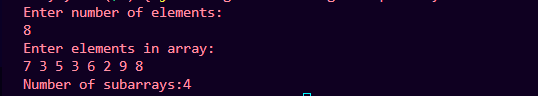 Enter number of elements:
8
Enter elements in array:
7 3 5 3 6 2 9 8
Number of subarrays:4